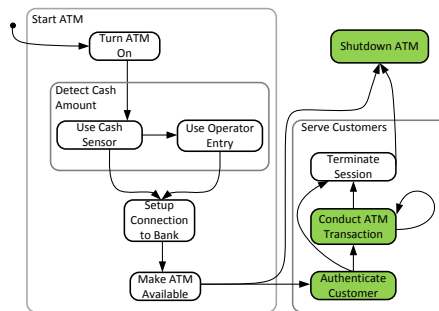 Start ATM
Turn ATM
On
Shutdown ATM
Detect Cash
Amount
Use Cash
Sensor
Use Operator
Entry
Serve Customers
Terminate
Session
Setup
Connection
to Bank
Conduct ATM
Transaction
Make ATM
Available
Authenticate
Customer